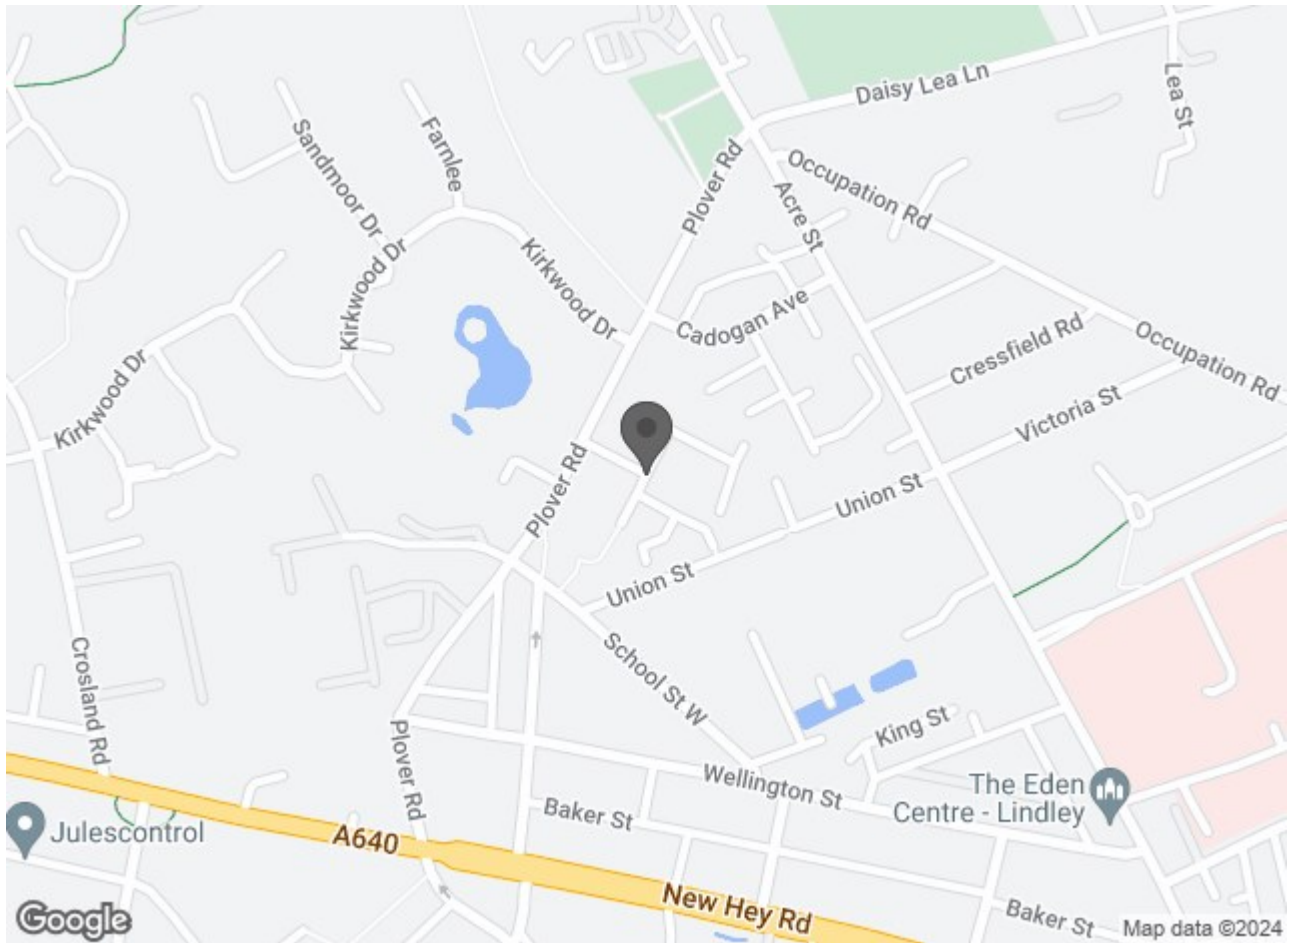 Daisy Lea Ln
Lea St
Farnlee
Sandmoor Dr
Plover Rd
Occupation Rd
Acre St
Kirkwood Dr
Kirkwood Dr
Cadogan Ave
Kirkwood Dr
Cressfield Rd
Occupation Rd
Victoria St
Plover Rd
Union St
Union St
School St W
Crosland Rd
King St
Plover Rd
Wellington St
The Eden
Centre - Lindley
Baker St
Julescontrol
A640
New Hey Rd
Baker St
Google
Map data ©2024